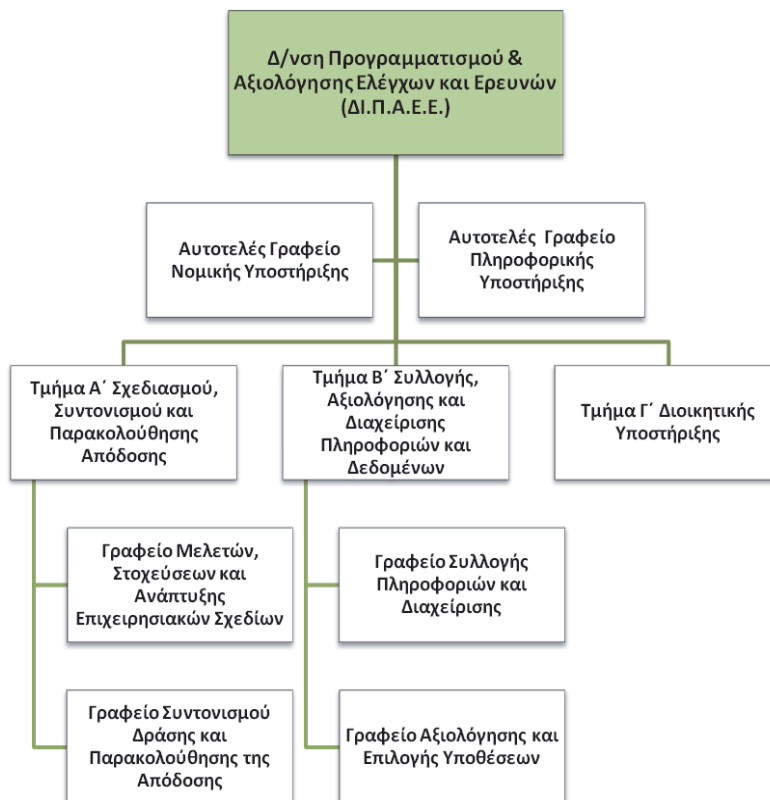 Δ/νση Προγραμματισμού &
Αξιολόγησης Ελέγχων και Ερευνών
(ΔΙ.Π.Α.Ε.Ε.)
Αυτοτελές Γραφείο
Νομικής Υποστήριξης
Αυτοτελές Γραφείο
Πληροφορικής
Υποστήριξης
Τμήμα Α΄ Σχεδιασμού,
Συντονισμού και
Παρακολούθησης
Απόδοσης
Τμήμα Β΄ Συλλογής,
Αξιολόγησης και
Διαχείρισης
Πληροφοριών και
Δεδομένων
Τμήμα Γ΄ Διοικητικής
Υποστήριξης
Γραφείο Μελετών,
Στοχεύσεων και
Ανάπτυξης
Επιχειρησιακών Σχεδίων
Γραφείο Συλλογής
Πληροφοριών και
Διαχείρισης
Γραφείο Συντονισμού
Δράσης και
Παρακολούθησης της
Απόδοσης
Γραφείο Αξιολόγησης και
Επιλογής Υποθέσεων